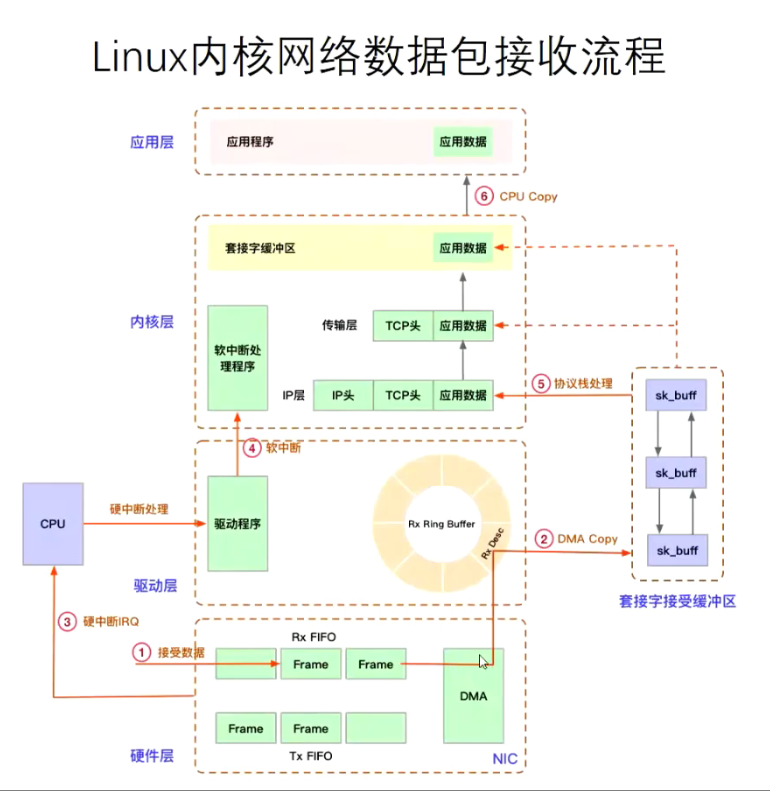 Linux内核网络数据包接收流程
应用层
应用程序
应用数据
⑥ CPU Copy
套接字缓冲区
应用数据
内核层
传输层
TCP头
应用数据
软中断处
理程序
IP层
IP头
TCP头
应用数据
⑤ 协议栈处理
sk_buff
sk_buff
sk_buff
套接字接受缓冲区
④ 软中断
CPU
硬中断处理
驱动程序
Rx Ring Buffer
Rx Desc
② DMA Copy
驱动层
③ 硬中断IRQ
Rx FIFO
① 接受数据
Frame
Frame
DMA
Frame
Frame
Tx FIFO
硬件层
NIC